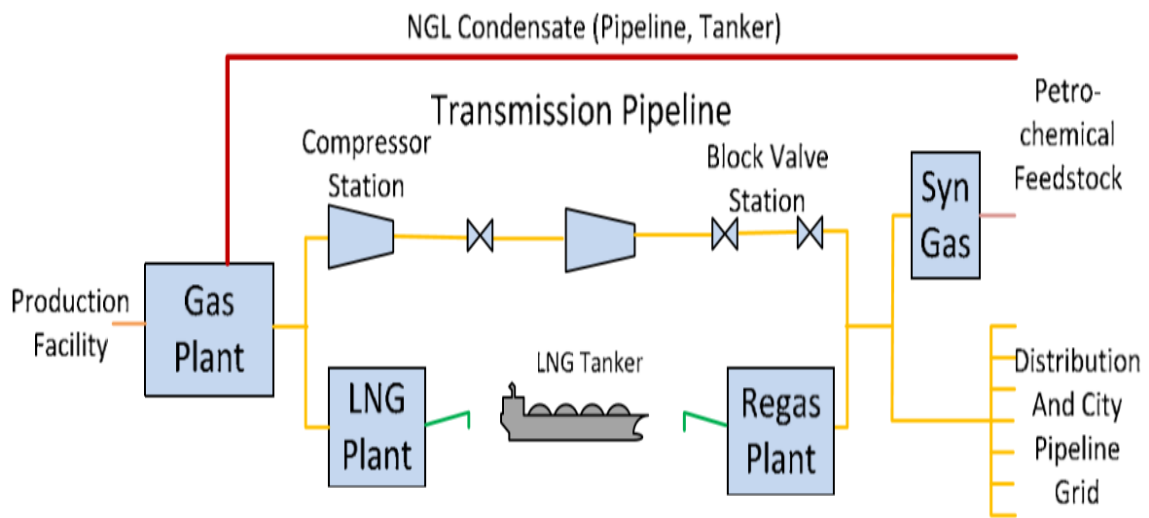 NGL Condensate (Pipeline, Tanker)
Transmission Pipeline
Compressor
Station
Block Valve
Station
Petro-
chemical
Feedstock
Syn
Gas
Production
Facility
Gas
Plant
LNG Tanker
LNG
Plant
Regas
Plant
Distribution
And City
Pipeline
Grid